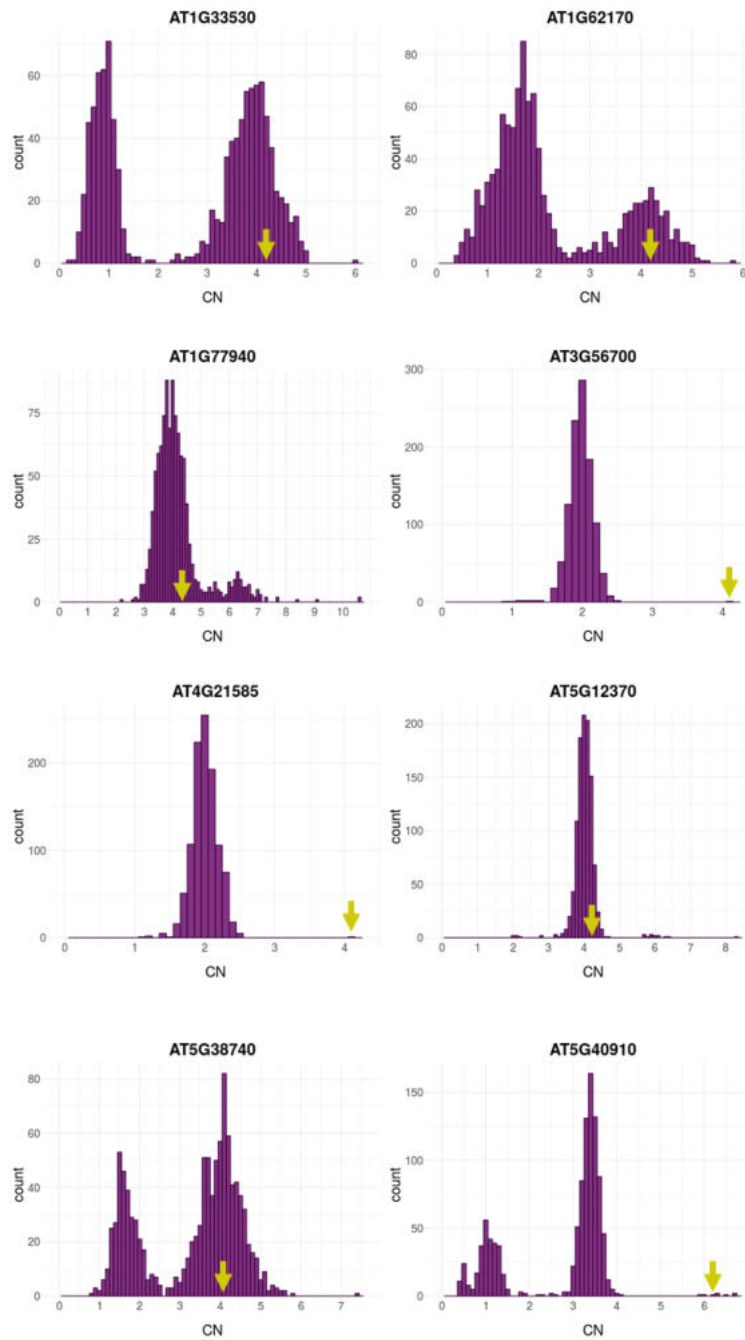 AT1G33530 AT1G62170
60 40 20 0 count 80 60 40 20 0 count
0 1 2 3 4 5 6 0 1 2 3 4 5 6
CN CN
AT1G77940 AT3G56700
75 50 25 0 count 300 200 100 0 count
0 1 2 3 4 5 6 7 8 9 10 0 1 2 3 4
CN CN
AT4G21585 AT5G12370
200 100 0 count 200 150 100 50 0 count
0 1 2 3 4 0 1 2 3 4 5 6 7 8
CN CN
AT5G38740 AT5G40910
80 60 40 20 0 count 150 100 50 0 count
0 1 2 3 4 5 6 7 0 1 2 3 4 5 6
CN CN